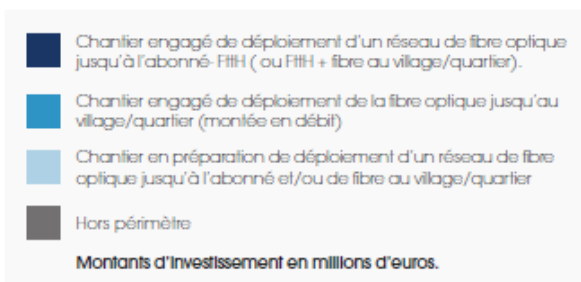 Chantier engagé de déploiement d'un réseau de fibre optique
jusqu'à l'abonné- FttH ( ou FttH + fibre au village/quartier).
Chantier engagé de déploiement de la fibre optique jusqu'au
village/quartier (montée en débit)
Chantier en préparation de déploiement d'un réseau de fibre
optique jusqu'à l'abonné et/ou de fibre au village/quartier
Hors périmètre
Montants d'investissement en millions d'euros.